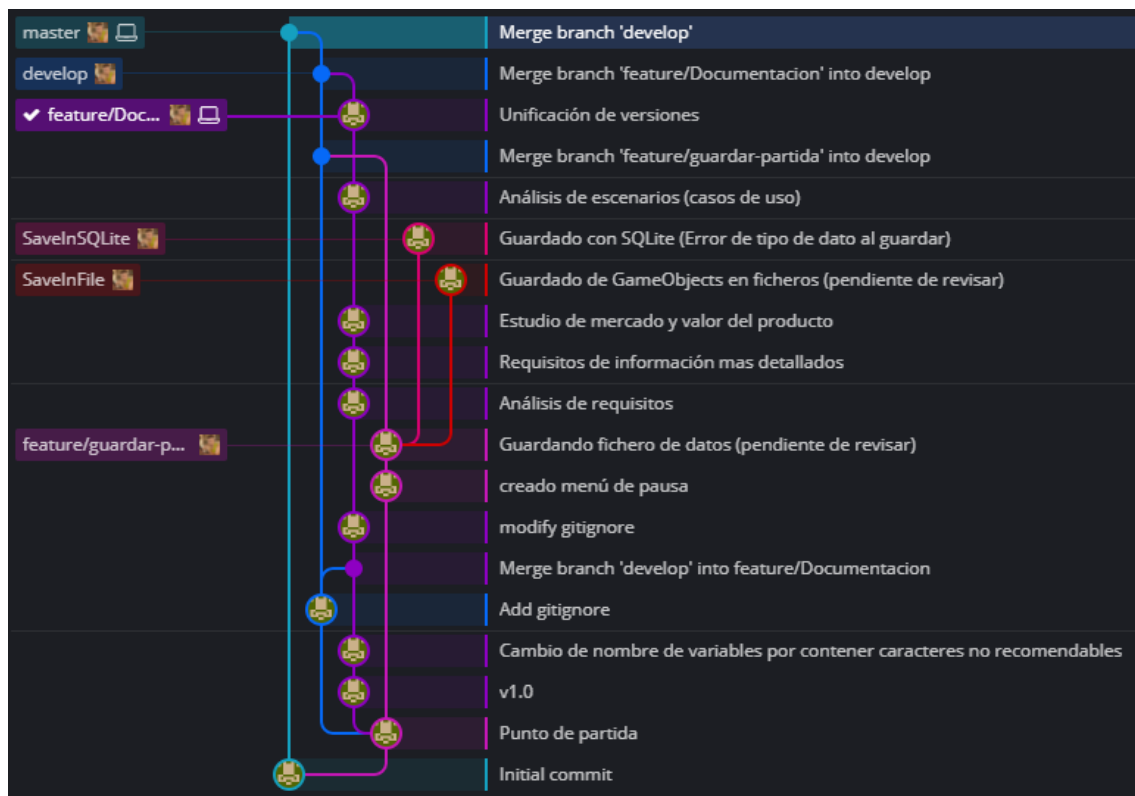 master Merge branch 'develop'
develop Merge branch 'feature/Documentacion' into develop
feature/Doc... Unificación de versiones
Merge branch 'feature/guardar-partida' into develop
Análisis de escenarios (casos de uso)
SaveInSQLite Guardado con SQLite (Error de tipo de dato al guardar)
SaveInFile Guardado de GameObjects en ficheros (pendiente de revisar)
Estudio de mercado y valor del producto
Requisitos de información mas detallados
Análisis de requisitos
feature/guardar-p... Guardando fichero de datos (pendiente de revisar)
creado menú de pausa
modify gitignore
Merge branch 'develop' into feature/Documentacion
Add gitignore
Cambio de nombre de variables por contener caracteres no recomendables
v1.0
Punto de partida
Initial commit